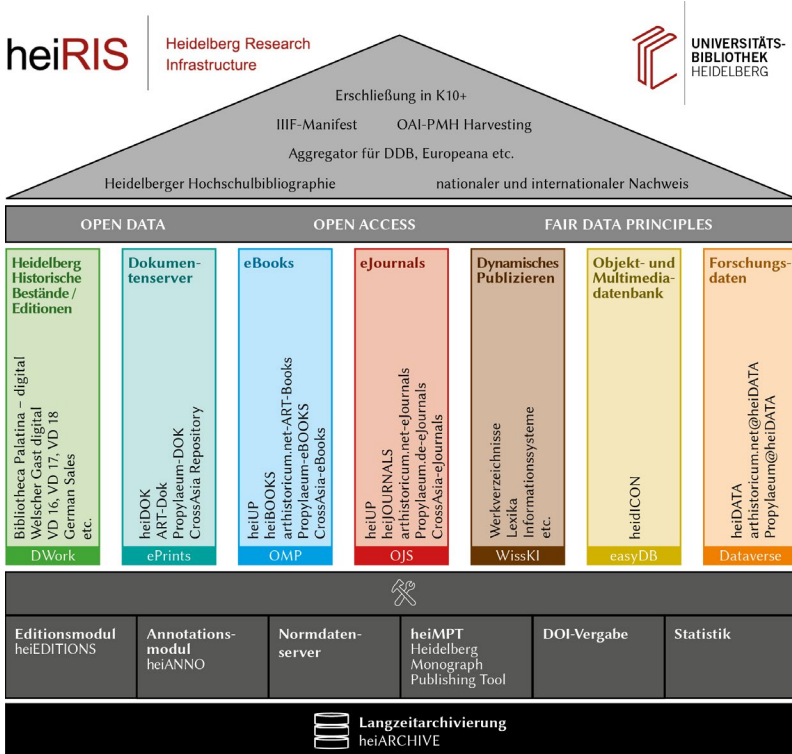 heiRIS
Heidelberg Research
Infrastructure
UNIVERSITÄTS-
BIBLIOTHEK
HEIDELBERG
Erschließung in K10+
IIIF-Manifest OAI-PMH Harvesting
Aggregator für DDB, Europeana etc.
Heidelberger Hochschulbibliographie nationaler und internationaler Nachweis
OPEN DATA OPEN ACCESS FAIR DATA PRINCIPLES
Heidelberg
Historische
Bestände /
Editionen
Bibliotheca Palatina – digital
Welscher Gast digital
VD 16, VD 17, VD 18
German Sales
etc.
DWork
Dokumen-
tenserver
heiDOK
ART-Dok
Propylaeum-DOK
CrossAsia Repository
ePrints
eBooks
heiUP
heiBOOKS
arthistoricum.net-ART-Books
Propylaeum-eBOOKS
CrossAsia-eBooks
OMP
eJournals
heiUP
heiJOURNALS
arthistoricum.net-eJournals
Propylaeum.de-eJournals
CrossAsia-eJournals
OJS
Dynamisches
Publizieren
Werkverzeichnisse
Lexika
Informationssysteme
etc.
WissKI
Objekt- und
Multimedia-
datenbank
heidICON
easyDB
Forschungs-
daten
heiDATA
arthistoricum.net@heiDATA
Propylaeum@heiDATA
Dataverse
Editionsmodul
heiEDITIONS
Annotations-
modul
heiANNO
Normdaten-
server
heiMPT
Heidelberg
Monograph
Publishing Tool
DOI-Vergabe
Statistik
Langzeitarchivierung
heiARCHIVE